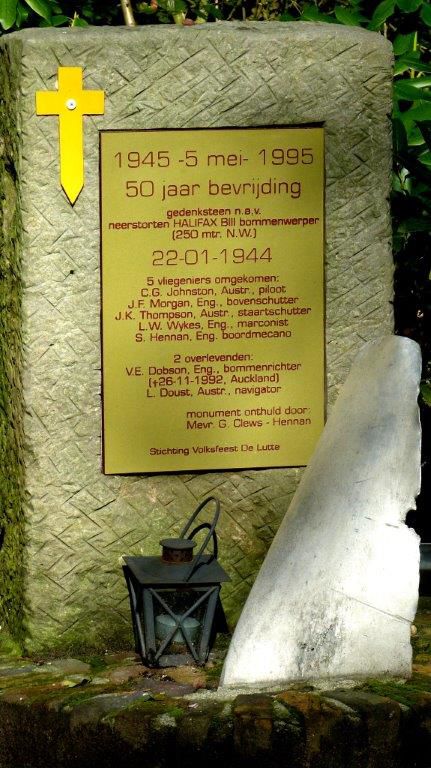 1945 -5 mei- 1995
50 jaar bevrijding
gedenksteen n.a.v.
neerstorten HALIFAX BIII bommenwerper
(250 mtr. N.W.)
22-01-1944
5 vliegeniers omgekomen:
C.G. Johnston, Austr., piloot
J.F. Morgan, Eng., bovenschutter
J.K. Thompson, Austr., staartschutter
L.W. Wykes, Eng., marconist
S. Hennan, Eng. boordmecano
2 overlevenden:
V.E. Dobson, Eng., bommenrichter
(+26-11-1992, Auckland)
L. Doust, Austr., navigator
monument onthuld door:
Mevr. G. Clews - Hennan
Stichting Volksfeest De Lutte